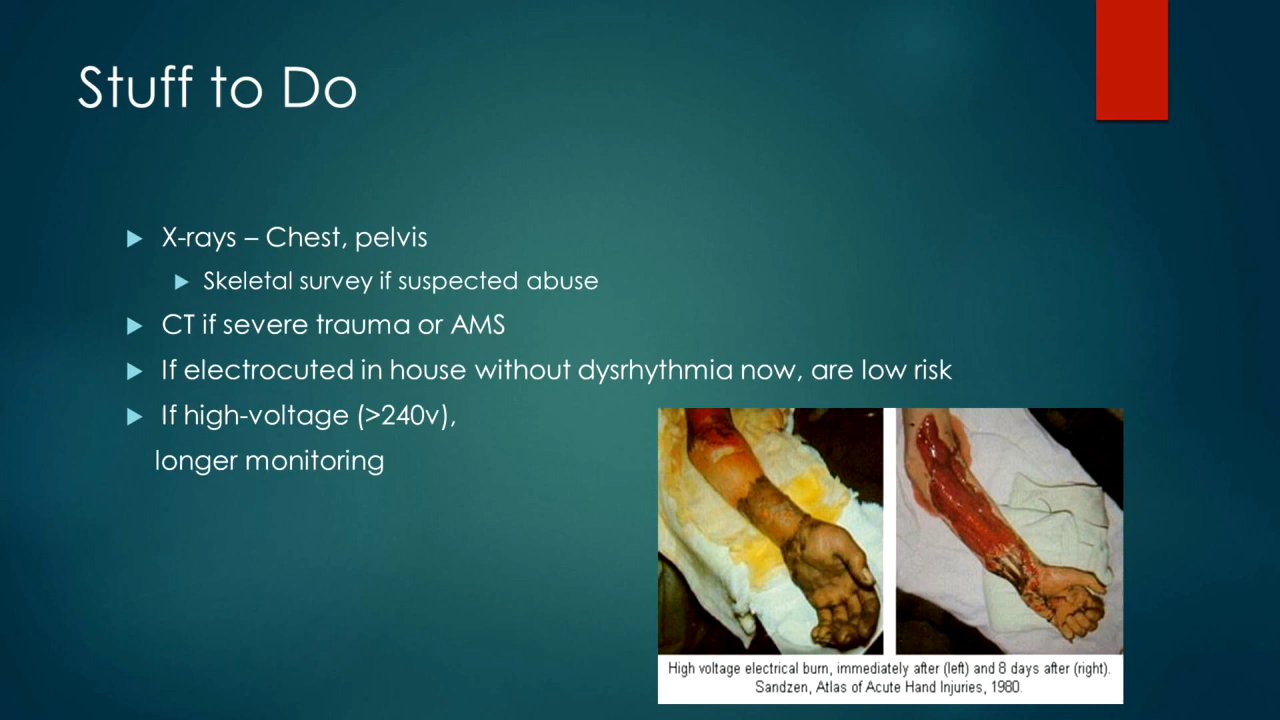 Stuff to Do
X-rays – Chest, pelvis
Skeletal survey if suspected abuse
CT if severe trauma or AMS
If electrocuted in house without dysrhythmia now, are low risk
If high-voltage (>240v),
longer monitoring
High voltage electrical burn, immediately after (left) and 8 days after (right).
Sandzen, Atlas of Acute Hand Injuries, 1980.